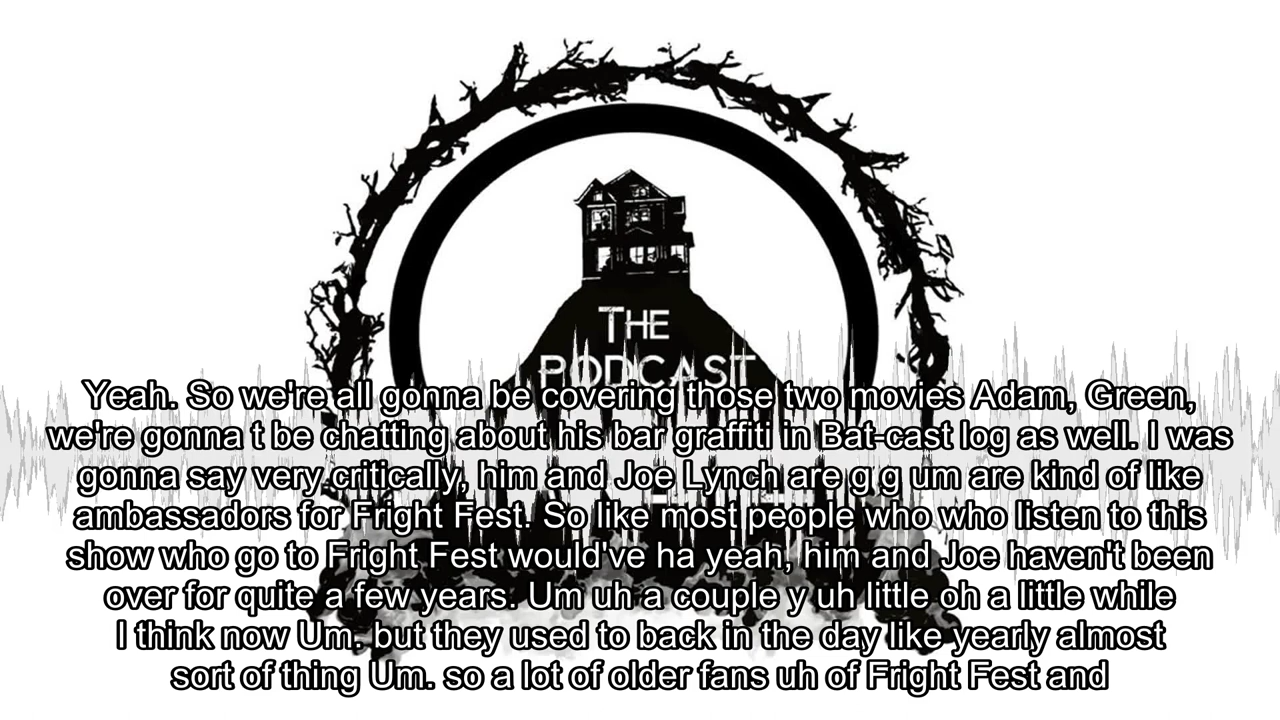 THE
PODCAST
Yeah. So we're all gonna be covering those two movies Adam, Green,
we're gonna t be chatting about his bar graffiti in Bat-cast log as well. I was
gonna say very critically, him and Joe Lynch are g g um are kind of like
ambassadors for Fright Fest. So like most people who who listen to this
show who go to Fright Fest would've ha yeah, him and Joe haven't been
over for quite a few years. Um uh a couple y uh little oh a little while
I think now Um. but they used to back in the day like yearly almost
sort of thing Um. so a lot of older fans uh of Fright Fest and